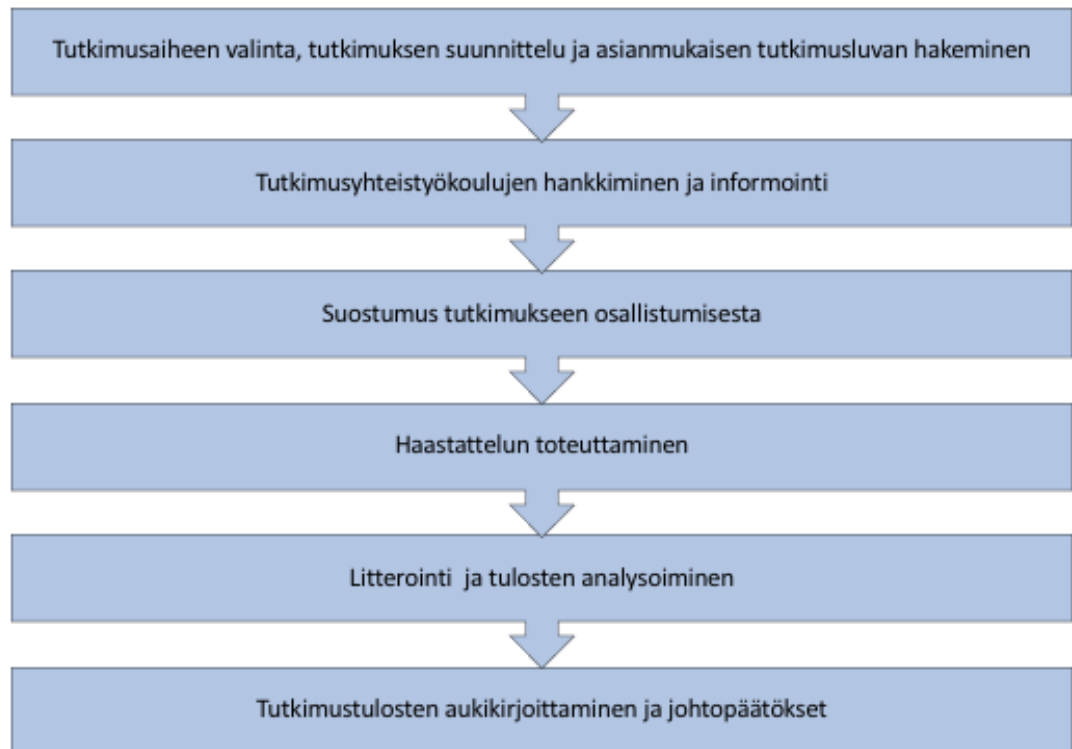 Tutkimusaiheen valinta, tutkimuksen suunnittelu ja asianmukaisen tutkimusluvan hakeminen
Tutkimusyhteistyökoulujen hankkiminen ja informointi
Suostumus tutkimukseen osallistumisesta
Haastattelun toteuttaminen
Litterointi ja tulosten analysoiminen
Tutkimustulosten aukikirjoittaminen ja johtopäätökset